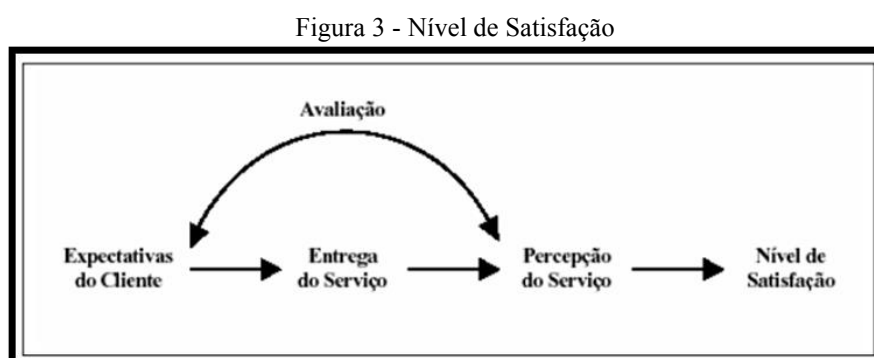 Figura 3 - Nível de Satisfação
Avaliação
Expectativas
do Cliente
Entrega
do Serviço
Percepção
do Serviço
Nível de
Satisfação